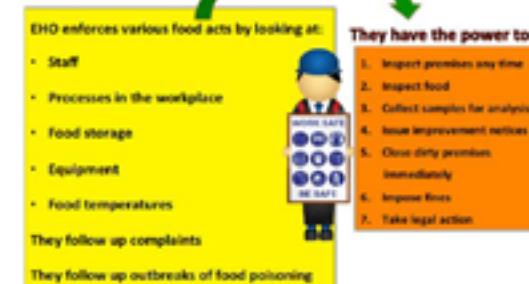 EHO enforces various food acts by looking at:
• Staff
• Processes in the workplace
• Food storage
• Equipment
• Food temperatures
They follow up complaints
They follow up outbreaks of food poisoning
WORK SAFE
BE SAFE
They have the power to
1. Inspect premises any time
2. Inspect food
3. Collect samples for analysis
4. Issue improvement notices
5. Close dirty premises
immediately
6. Impose fines
7. Take legal action